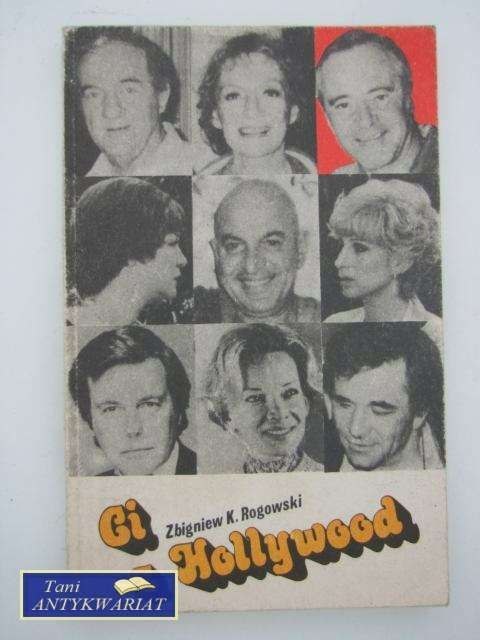 Ci
Zbigniew K. Rogowski
Hollywood
Tani
ANTYKWARIAT